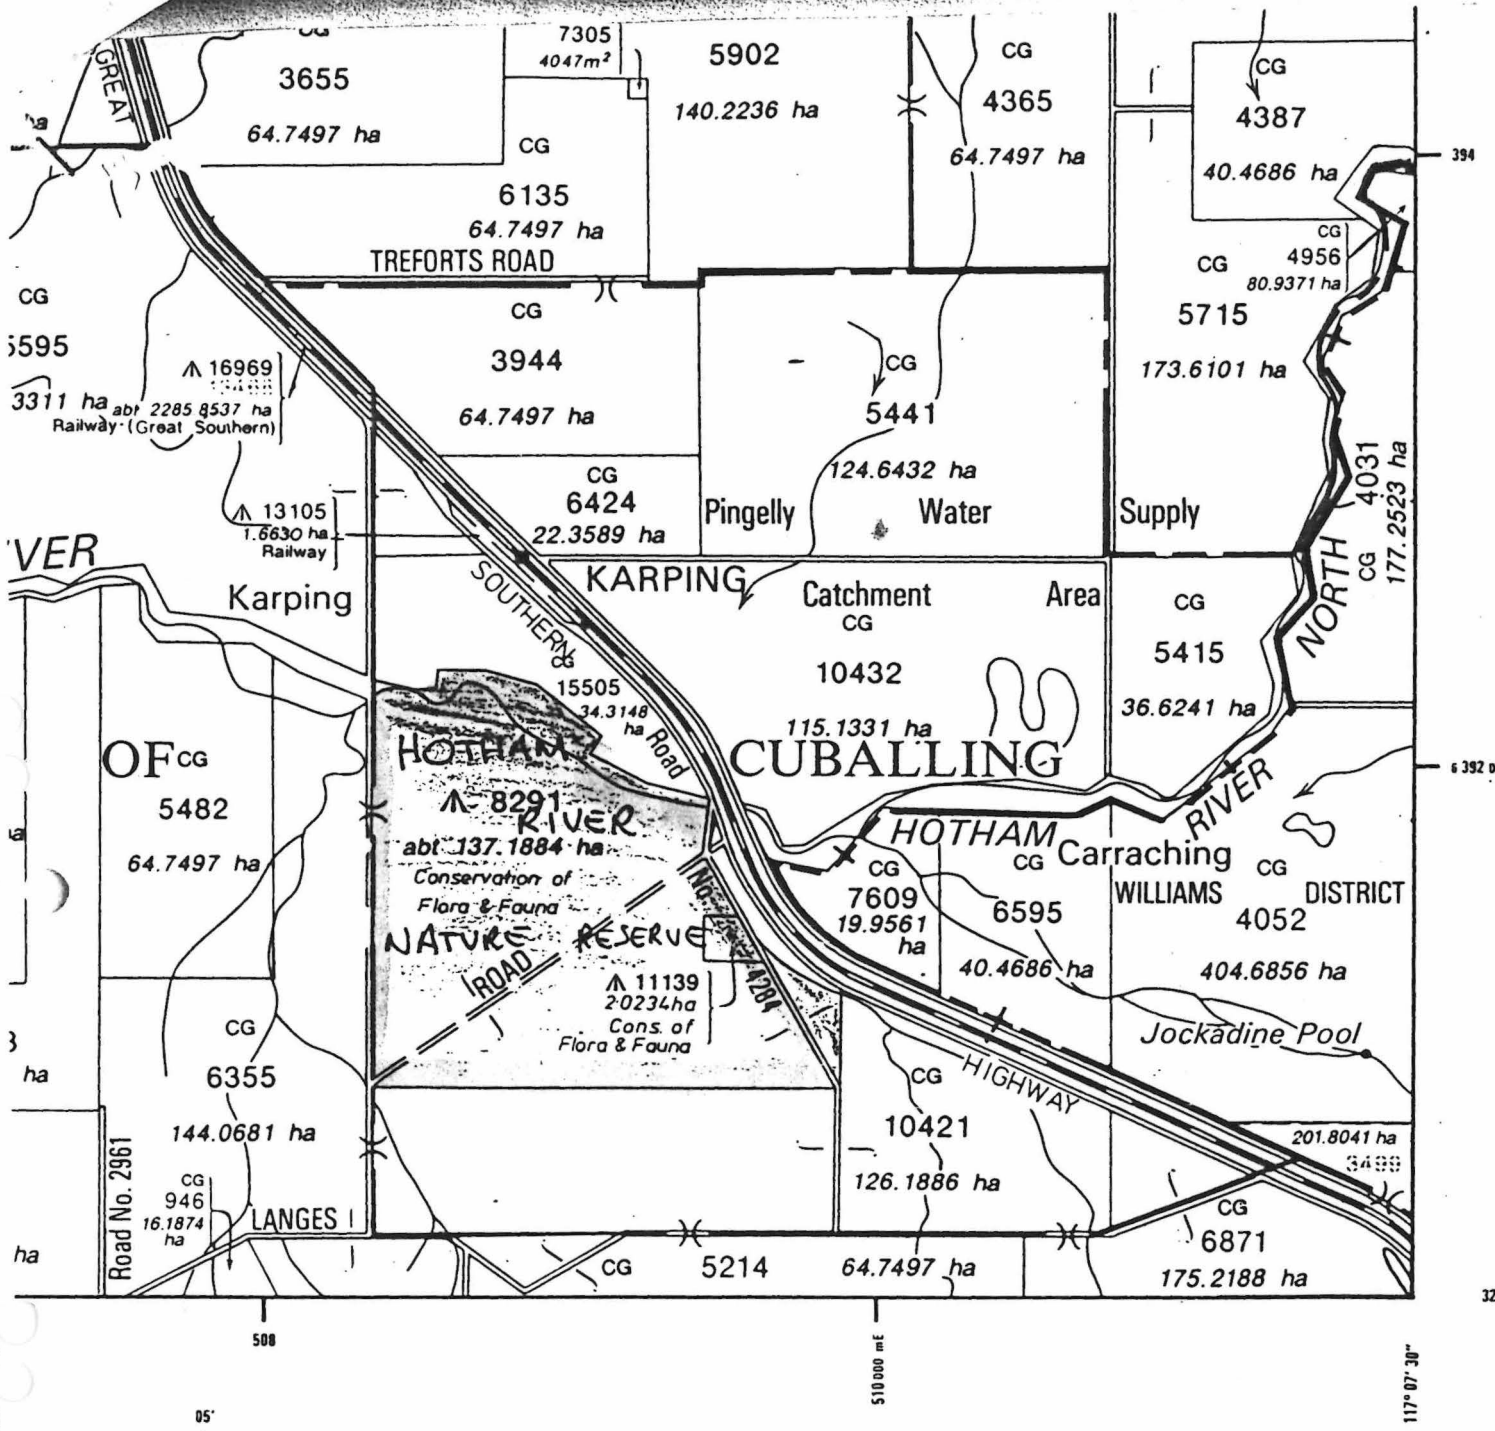 GREAT
CG
3655
64.7497 ha
7305
4047m²
5902
140.2236 ha
CG
4365
64.7497 ha
CG
4387
40.4686 ha
394
ha
CG
6135
64.7497 ha
TREFORTS ROAD
CG
4956
80.9371 ha
CG
5715
173.6101 ha
CG
5595
3311 ha
16969
abt 2285.8537 ha
Railway (Great Southern)
CG
3944
64.7497 ha
CG
5441
124.6432 ha
4031
177.2523 ha
CG
13105
1.6630 ha
Railway
CG
6424
22.3589 ha
Pingelly Water Supply
VER
Karping
SOUTHERN
KARPING
Catchment Area
CG
10432
115.1331 ha
CG
5415
36.6241 ha
NORTH
CG
15505
34.3148
ha
Road
OF
CG
5482
64.7497 ha
CUBALLING
6 392 0
HOTHAM
8291
RIVER
abt 137.1884 ha
Conservation of
Flora & Fauna
NATURE RESERVE
ROAD
No 4284
11139
2.0234ha
Cons. of
Flora & Fauna
HOTHAM
RIVER
Carraching
CG
7609
19.9561
ha
CG
6595
40.4686 ha
WILLIAMS DISTRICT
CG
4052
404.6856 ha
Jockadine Pool
HIGHWAY
ha
CG
6355
144.0681 ha
CG
10421
126.1886 ha
201.8041 ha
3499
Road No. 2961
CG
946
16.1874
ha
LANGES
ha
CG
5214
64.7497 ha
CG
6871
175.2188 ha
32
508
510000 mE
117° 07' 30"
05'